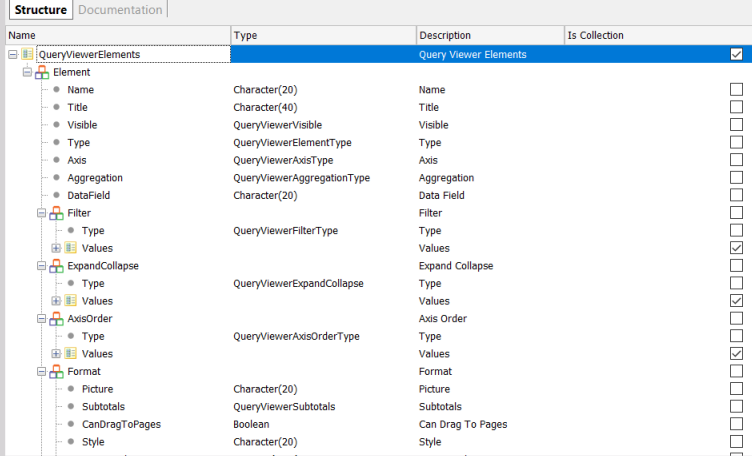 Structure Documentation
Name Type Description Is Collection
QueryViewerElements Query Viewer Elements
Element
Name Character(20) Name
Title Character(40) Title
Visible QueryViewerVisible Visible
Type QueryViewerElementType Type
Axis QueryViewerAxisType Axis
Aggregation QueryViewerAggregationType Aggregation
DataField Character(20) Data Field
Filter Filter
Type QueryViewerFilterType Type
Values Values
ExpandCollapse Expand Collapse
Type QueryViewerExpandCollapse Type
Values Values
AxisOrder Axis Order
Type QueryViewerAxisOrderType Type
Values Values
Format Format
Picture Character(20) Picture
Subtotals QueryViewerSubtotals Subtotals
CanDragToPages Boolean Can Drag To Pages
Style Character(20) Style